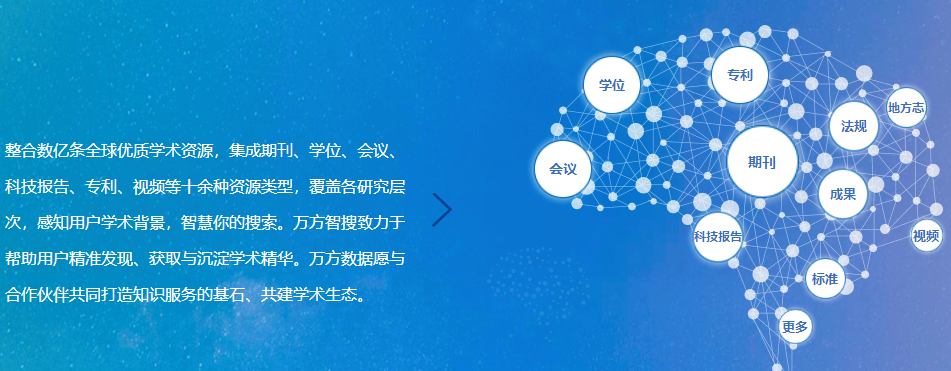 整合数亿条全球优质学术资源，集成期刊、学位、会议、
科技报告、专利、视频等十余种资源类型，覆盖各研究层
次，感知用户学术背景，智慧你的搜索。万方智搜致力于
帮助用户精准发现、获取与沉淀学术精华。万方数据愿与
合作伙伴共同打造知识服务的基石、共建学术生态。
学位
专利
地方志
法规
会议
期刊
成果
科技报告
视频
标准
更多